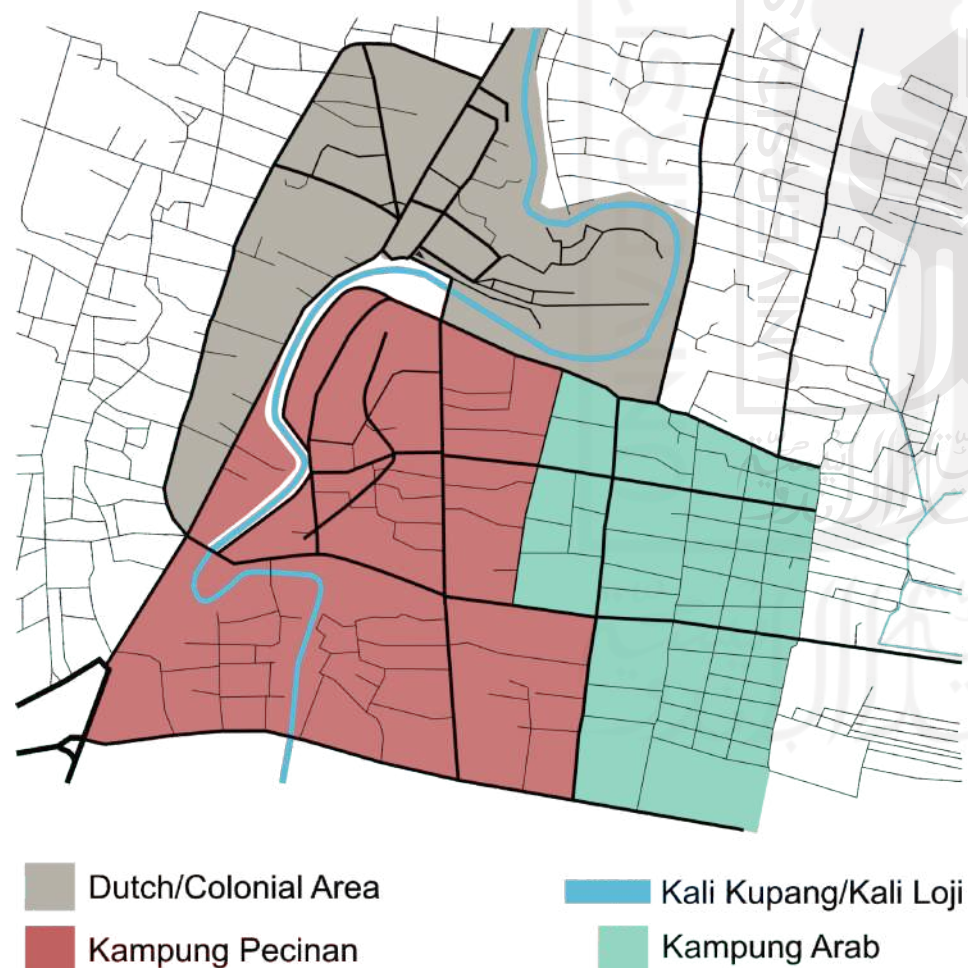 Dutch/Colonial Area
Kali Kupang/Kali Loji
Kampung Pecinan
Kampung Arab